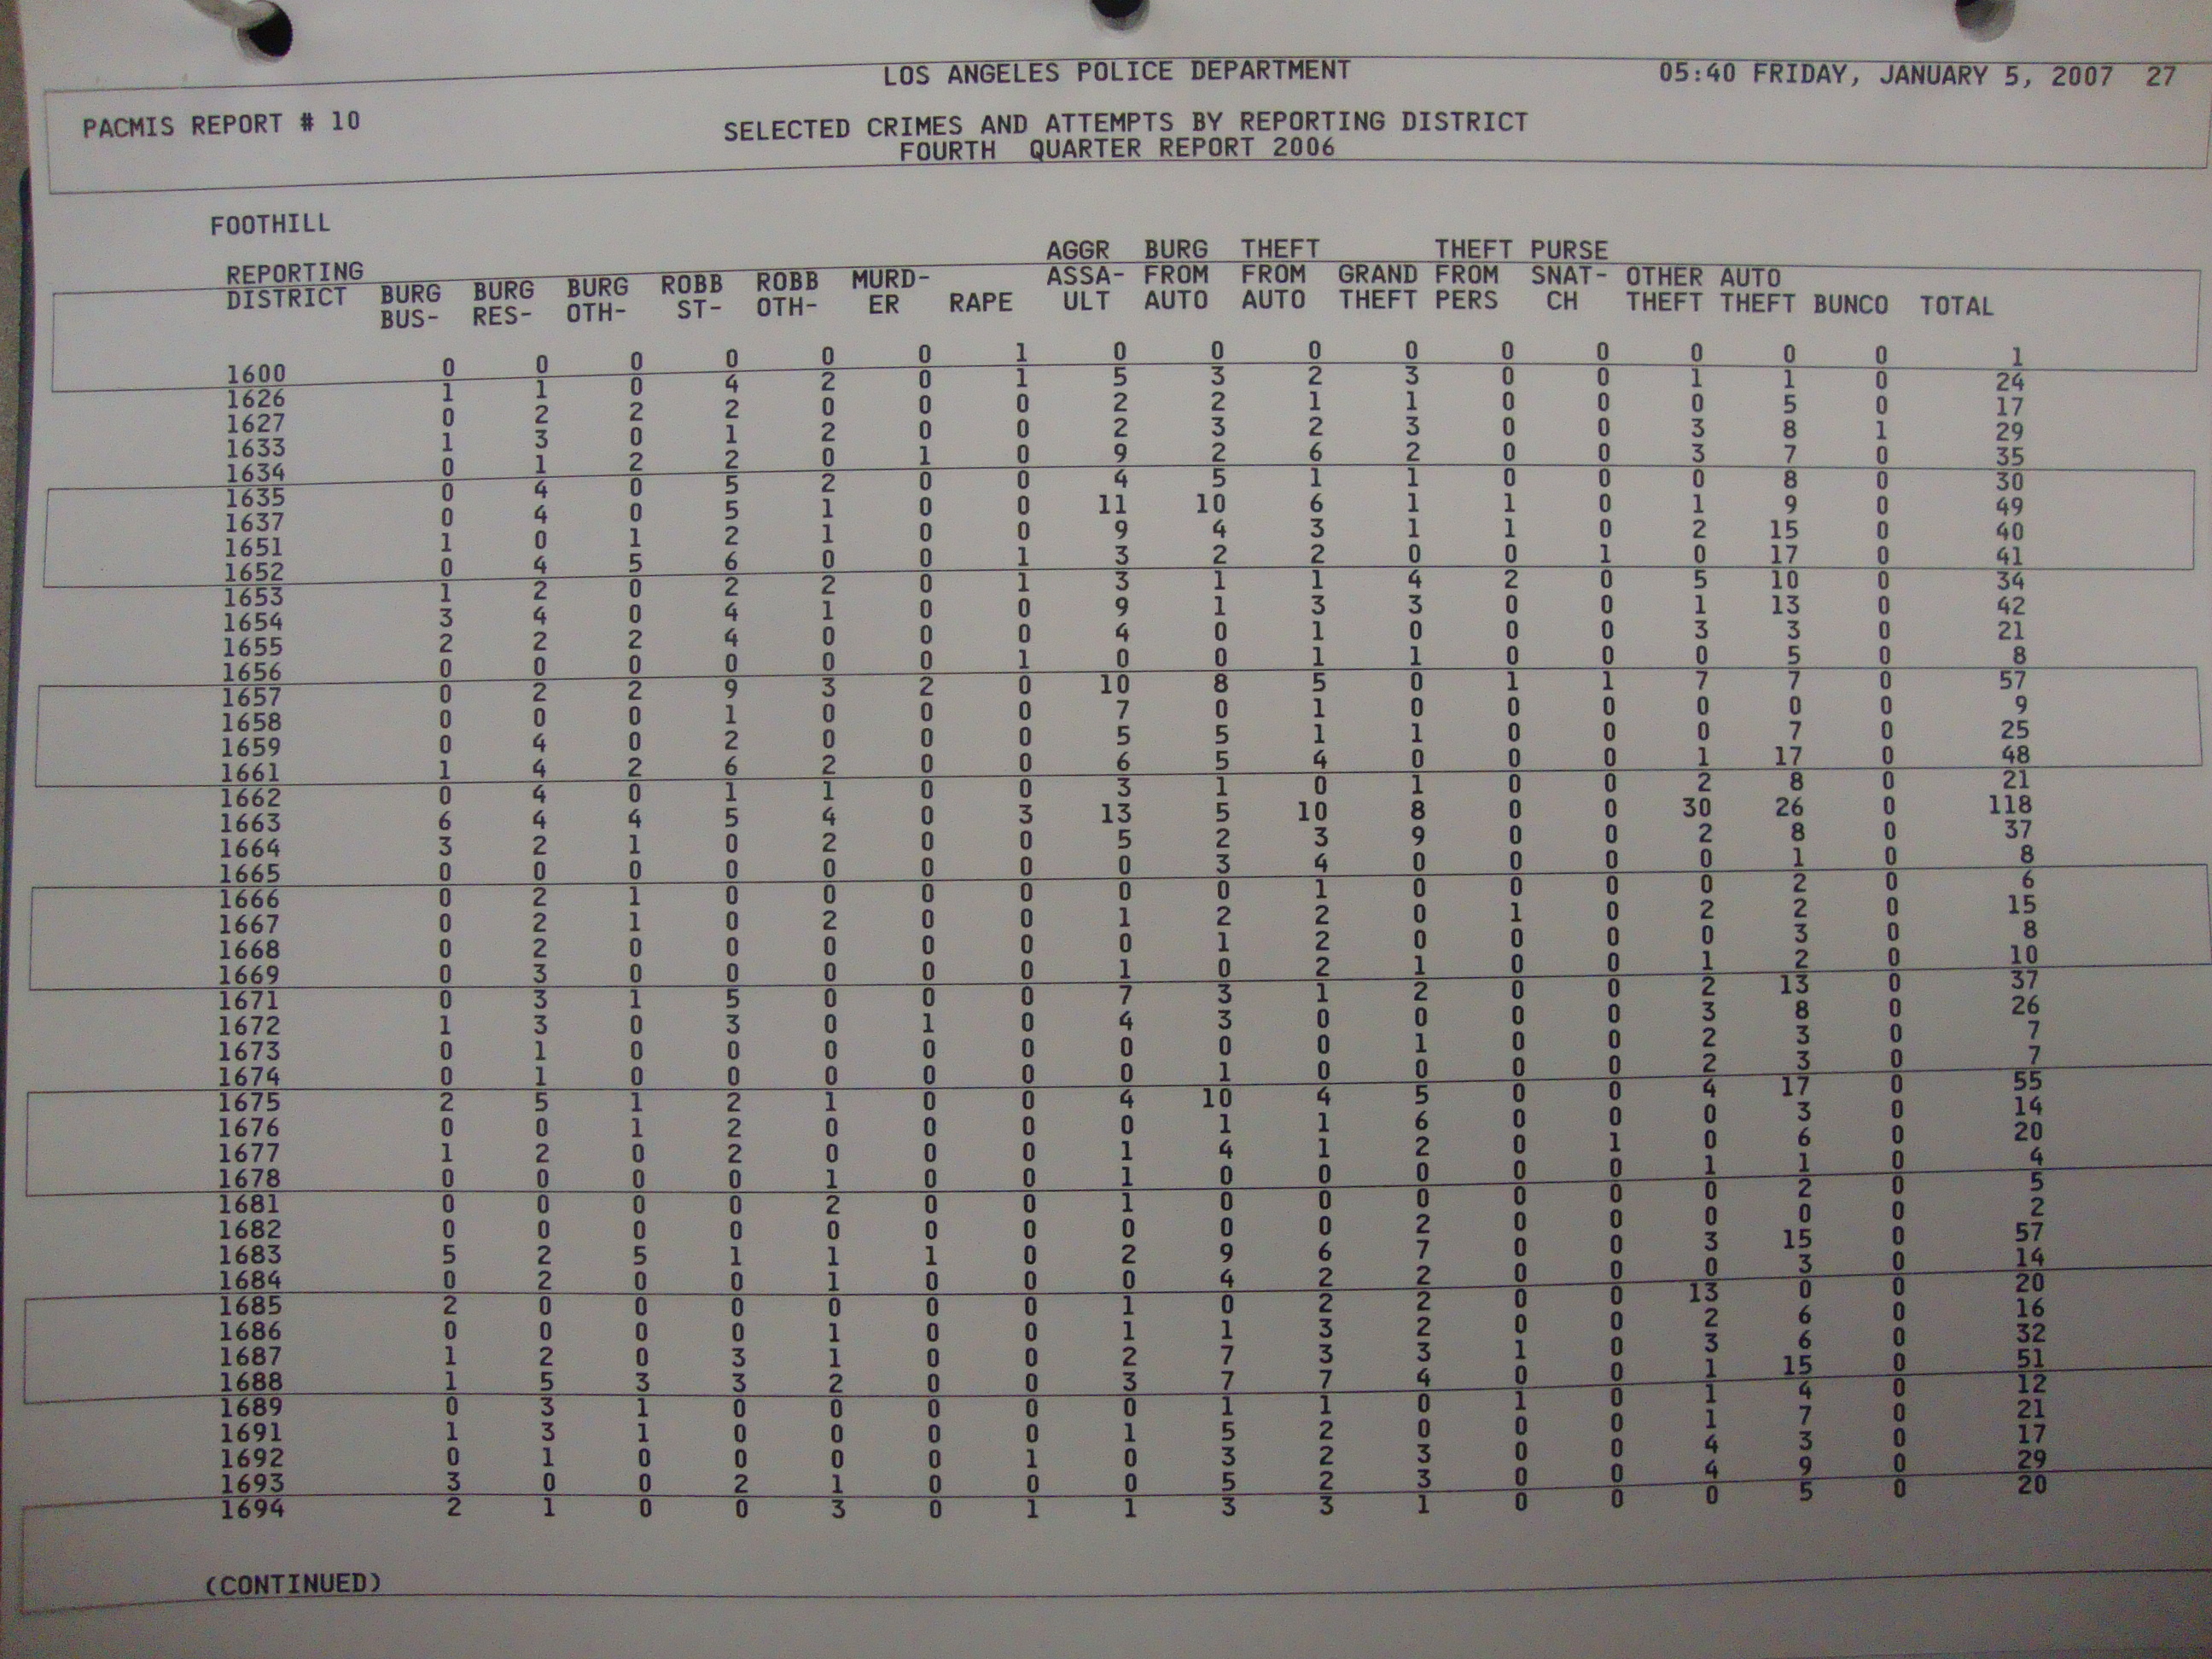 LOS ANGELES POLICE DEPARTMENT 05:40 FRIDAY, JANUARY 5, 2007 27
PACMIS REPORT # 10
SELECTED CRIMES AND ATTEMPTS BY REPORTING DISTRICT
FOURTH QUARTER REPORT 2006
FOOTHILL
AGGR BURG THEFT THEFT PURSE
REPORTING BURG BURG BURG ROBB ROBB MURD- ASSA- FROM FROM GRAND FROM SNAT- OTHER AUTO
DISTRICT BUS- RES- OTH- ST- OTH- ER RAPE ULT AUTO AUTO THEFT PERS CH THEFT THEFT BUNCO TOTAL
1600 0 0 0 0 0 0 1 0 0 0 0 0 0 0 0 0 1
1626 1 1 0 4 2 0 1 5 3 2 3 0 0 1 1 0 24
1627 0 2 2 2 0 0 0 2 2 1 1 0 0 0 5 0 17
1633 1 3 0 1 2 0 0 2 3 2 3 0 0 3 8 1 29
1634 0 1 2 2 0 1 0 9 2 6 2 0 0 3 7 0 35
1635 0 4 0 5 2 0 0 4 5 1 1 0 0 0 8 0 30
1637 0 4 0 5 1 0 0 11 10 6 1 1 0 1 9 0 49
1651 1 0 1 2 1 0 0 9 4 3 1 1 0 2 15 0 40
1652 0 4 5 6 0 0 1 3 2 2 0 0 1 0 17 0 41
1653 1 2 0 2 2 0 1 3 1 1 4 2 0 5 10 0 34
1654 3 4 0 4 1 0 0 9 1 3 3 0 0 1 13 0 42
1655 2 2 2 4 0 0 0 4 0 1 0 0 0 3 3 0 21
1656 0 0 0 0 0 0 1 0 0 1 1 0 0 0 5 0 8
1657 0 2 2 9 3 2 0 10 8 5 0 1 1 7 7 0 57
1658 0 0 0 1 0 0 0 7 0 1 0 0 0 0 0 0 9
1659 0 4 0 2 0 0 0 5 5 1 1 0 0 0 7 0 25
1661 1 4 2 6 2 0 0 6 5 4 0 0 0 1 17 0 48
1662 0 4 0 1 1 0 0 3 1 0 1 0 0 2 8 0 21
1663 6 4 4 5 4 0 3 13 5 10 8 0 0 30 26 0 118
1664 3 2 1 0 2 0 0 5 2 3 9 0 0 2 8 0 37
1665 0 0 0 0 0 0 0 0 3 4 0 0 0 0 1 0 8
1666 0 2 1 0 0 0 0 0 0 1 0 0 0 0 2 0 6
1667 0 2 1 0 2 0 0 1 2 2 0 1 0 2 2 0 15
1668 0 2 0 0 0 0 0 0 1 2 0 0 0 0 3 0 8
1669 0 3 0 0 0 0 0 1 0 2 1 0 0 1 2 0 10
1671 0 3 1 5 0 0 0 7 3 1 2 0 0 2 13 0 37
1672 1 3 0 3 0 1 0 4 3 0 0 0 0 3 8 0 26
1673 0 1 0 0 0 0 0 0 0 0 1 0 0 2 3 0 7
1674 0 1 0 0 0 0 0 0 1 0 0 0 0 2 3 0 7
1675 2 5 1 2 1 0 0 4 10 4 5 0 0 4 17 0 55
1676 0 0 1 2 0 0 0 0 1 1 6 0 0 0 3 0 14
1677 1 2 0 2 0 0 0 1 4 1 2 0 1 0 6 0 20
1678 0 0 0 0 1 0 0 1 0 0 0 0 0 1 1 0 4
1681 0 0 0 0 2 0 0 1 0 0 0 0 0 0 2 0 5
1682 0 0 0 0 0 0 0 0 0 0 2 0 0 0 0 0 2
1683 5 2 5 1 1 1 0 2 9 6 7 0 0 3 15 0 57
1684 0 2 0 0 1 0 0 0 4 2 2 0 0 0 3 0 14
1685 2 0 0 0 0 0 0 1 0 2 2 0 0 13 0 0 20
1686 0 0 0 0 1 0 0 1 1 3 2 0 0 2 6 0 16
1687 1 2 0 3 1 0 0 2 7 3 3 1 0 3 6 0 32
1688 1 5 3 3 2 0 0 3 7 7 4 0 0 1 15 0 51
1689 0 3 1 0 0 0 0 0 1 1 0 1 0 1 4 0 12
1691 1 3 1 0 0 0 0 1 5 2 0 0 0 1 7 0 21
1692 0 1 0 0 0 0 1 0 3 2 3 0 0 4 3 0 17
1693 3 0 0 2 1 0 0 0 5 2 3 0 0 4 9 0 29
1694 2 1 0 0 3 0 1 1 3 3 1 0 0 0 5 0 20
(CONTINUED)